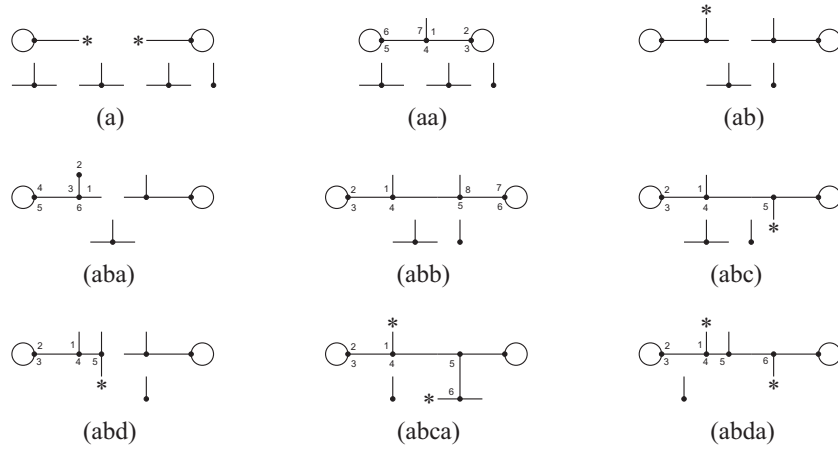 * *
(a)
6 7 1 2
5 4 3
(aa)
*
(ab)
2
4 3 1
5 6
(aba)
2 1 8 7
3 4 5 6
(abb)
2 1
3 4 5
*
(abc)
2 1
3 4 5
*
(abd)
*
2 1
3 4 5
* 6
(abca)
*
2 1
3 4 5 6
*
(abda)